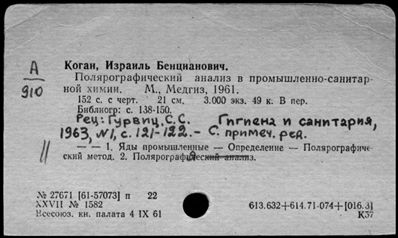 Коган, Израиль Бенцианович.
А
910
Полярографический анализ в промышленно-санитар-
ной химии. М., Медгиз, 1961.
152 с. с черт. 21 см. 3.000 экз. 49 к. В пер.
Библиогр: с. 138-150.
Рец: Гурвиц, С.С. Гигиена и санитария,
1963, №1, с. 121-122. - С. примеч. ред.
— — 1. Яды промышленные — Определение — Полярографиче-
ский метод. 2. Полярографический анализ.
№ 27671 [61-57073] п 22
XXVII № 1582
Всесоюз. кн. палата 4 IX 61
613.632+614.71-074+[016.3]
К57